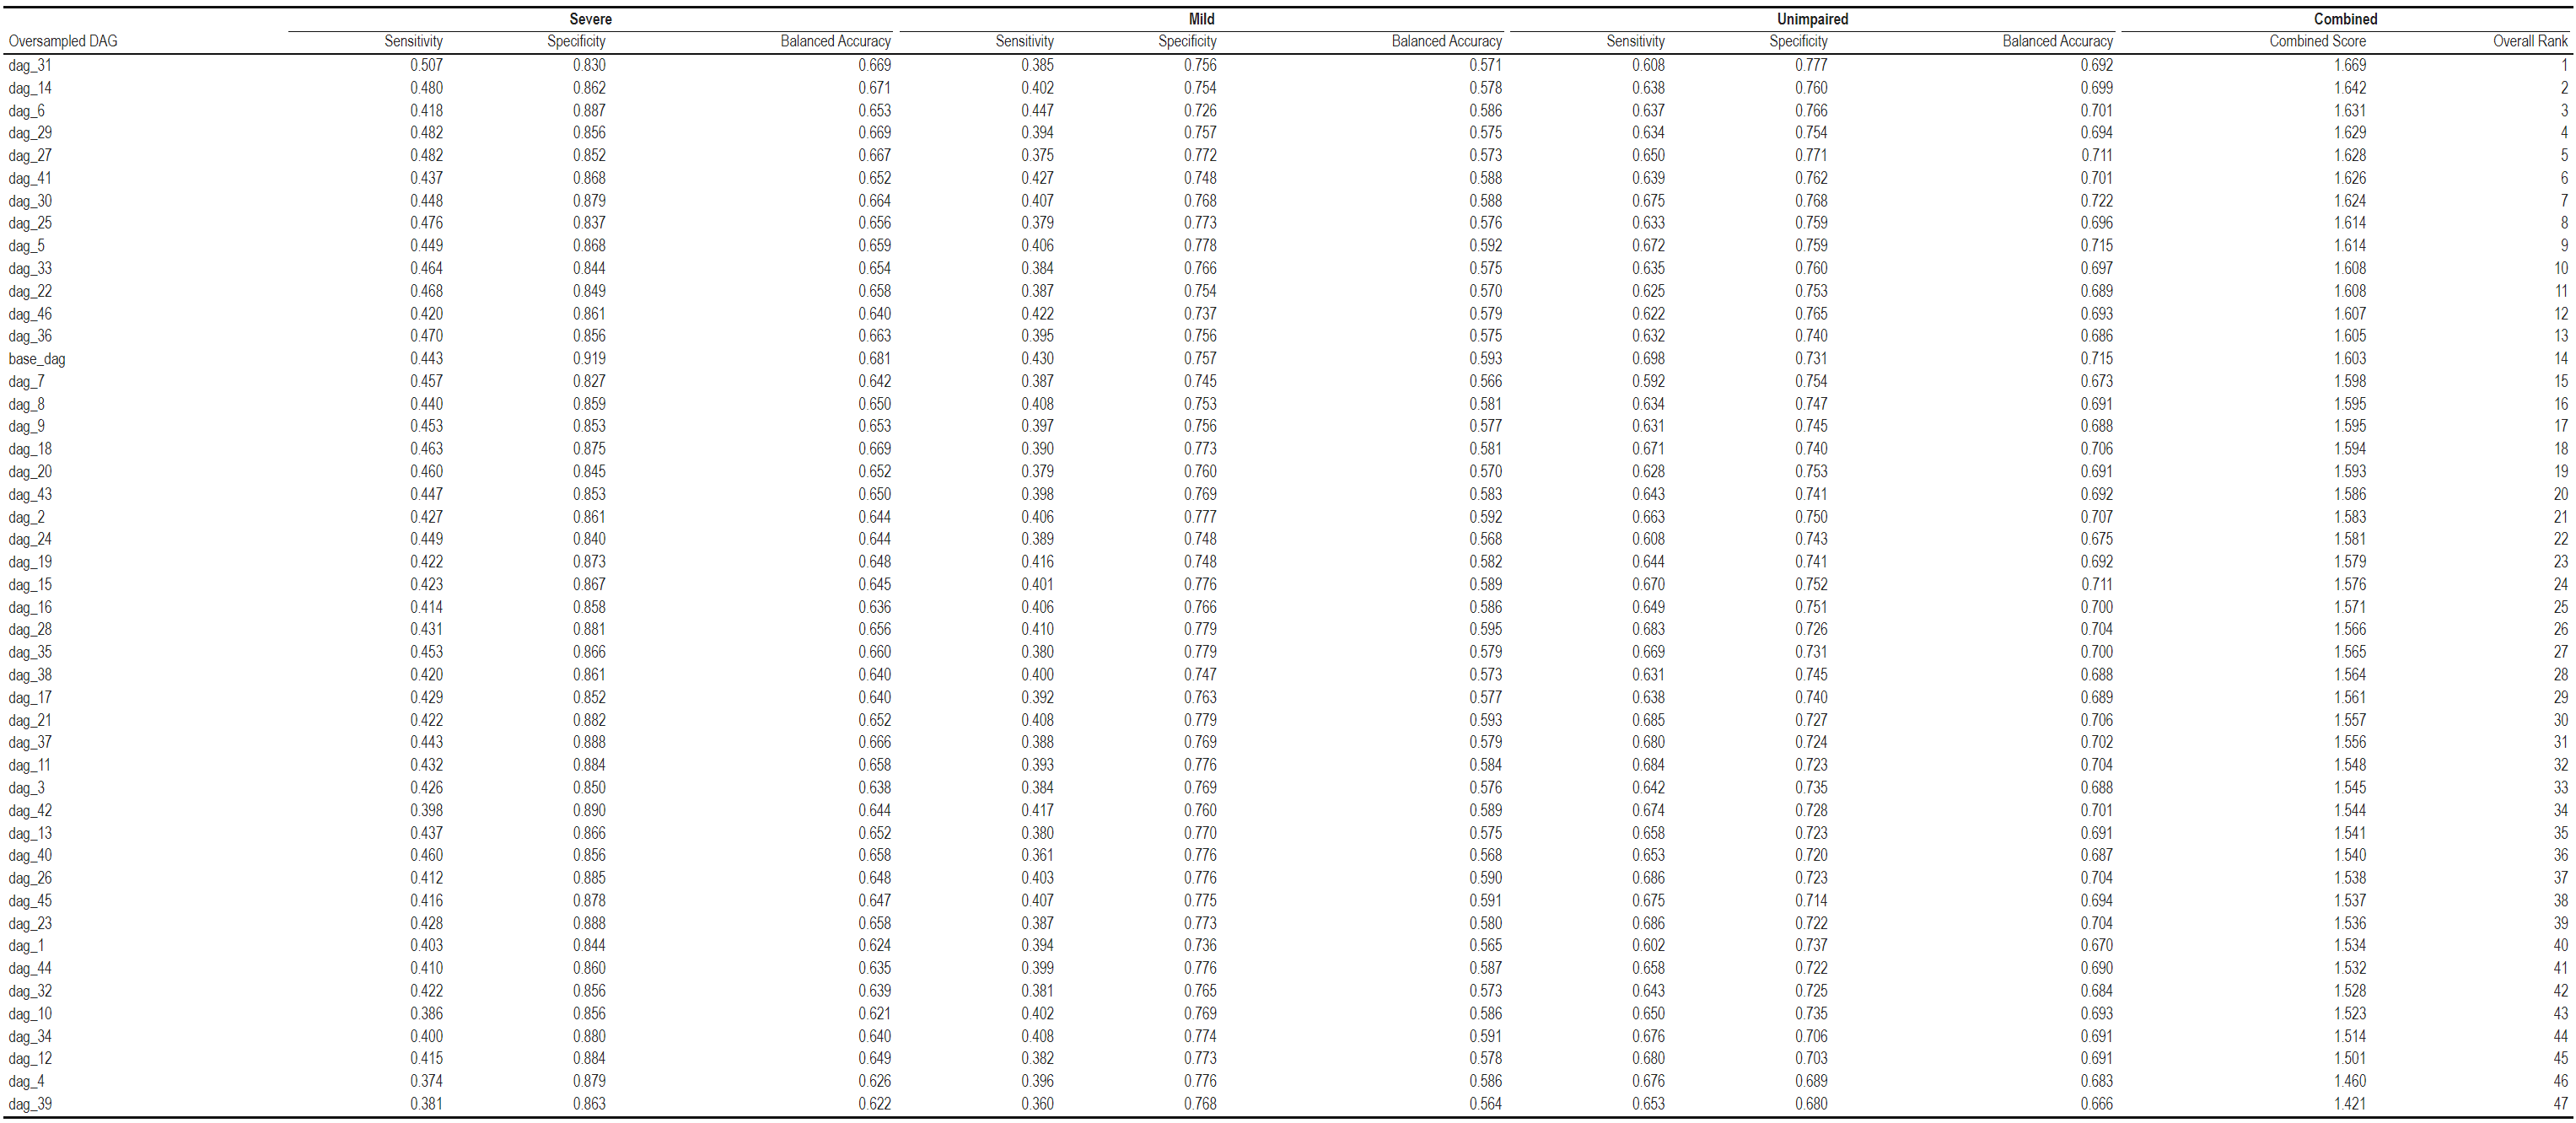 Severe Mild Unimpaired Combined
Oversampled DAG Sensitivity Specificity Balanced Accuracy Sensitivity Specificity Balanced Accuracy Sensitivity Specificity Balanced Accuracy Combined Score Overall Rank
dag_31 0.507 0.830 0.669 0.385 0.756 0.571 0.608 0.777 0.692 1.669 1
dag_14 0.480 0.862 0.671 0.402 0.754 0.578 0.638 0.760 0.699 1.642 2
dag_6 0.418 0.887 0.653 0.447 0.726 0.586 0.637 0.766 0.701 1.631 3
dag_29 0.482 0.856 0.669 0.394 0.757 0.575 0.634 0.754 0.694 1.629 4
dag_27 0.482 0.852 0.667 0.375 0.772 0.573 0.650 0.771 0.711 1.628 5
dag_41 0.437 0.868 0.652 0.427 0.748 0.588 0.639 0.762 0.701 1.626 6
dag_30 0.448 0.879 0.664 0.407 0.768 0.588 0.675 0.768 0.722 1.624 7
dag_25 0.476 0.837 0.656 0.379 0.773 0.576 0.633 0.759 0.696 1.614 8
dag_5 0.449 0.868 0.659 0.406 0.778 0.592 0.672 0.759 0.715 1.614 9
dag_33 0.464 0.844 0.654 0.384 0.766 0.575 0.635 0.760 0.697 1.608 10
dag_22 0.468 0.849 0.658 0.387 0.754 0.570 0.625 0.753 0.689 1.608 11
dag_46 0.420 0.861 0.640 0.422 0.737 0.579 0.622 0.765 0.693 1.607 12
dag_36 0.470 0.856 0.663 0.395 0.756 0.575 0.632 0.740 0.686 1.605 13
base_dag 0.443 0.919 0.681 0.430 0.757 0.593 0.698 0.731 0.715 1.603 14
dag_7 0.457 0.827 0.642 0.387 0.745 0.566 0.592 0.754 0.673 1.598 15
dag_8 0.440 0.859 0.650 0.408 0.753 0.581 0.634 0.747 0.691 1.595 16
dag_9 0.453 0.853 0.653 0.397 0.756 0.577 0.631 0.745 0.688 1.595 17
dag_18 0.463 0.875 0.669 0.390 0.773 0.581 0.671 0.740 0.706 1.594 18
dag_20 0.460 0.845 0.652 0.379 0.760 0.570 0.628 0.753 0.691 1.593 19
dag_43 0.447 0.853 0.650 0.398 0.769 0.583 0.643 0.741 0.692 1.586 20
dag_2 0.427 0.861 0.644 0.406 0.777 0.592 0.663 0.750 0.707 1.583 21
dag_24 0.449 0.840 0.644 0.389 0.748 0.568 0.608 0.743 0.675 1.581 22
dag_19 0.422 0.873 0.648 0.416 0.748 0.582 0.644 0.741 0.692 1.579 23
dag_15 0.423 0.867 0.645 0.401 0.776 0.589 0.670 0.752 0.711 1.576 24
dag_16 0.414 0.858 0.636 0.406 0.766 0.586 0.649 0.751 0.700 1.571 25
dag_28 0.431 0.881 0.656 0.410 0.779 0.595 0.683 0.726 0.704 1.566 26
dag_35 0.453 0.866 0.660 0.380 0.779 0.579 0.669 0.731 0.700 1.565 27
dag_38 0.420 0.861 0.640 0.400 0.747 0.573 0.631 0.745 0.688 1.564 28
dag_17 0.429 0.852 0.640 0.392 0.763 0.577 0.638 0.740 0.689 1.561 29
dag_21 0.422 0.882 0.652 0.408 0.779 0.593 0.685 0.727 0.706 1.557 30
dag_37 0.443 0.888 0.666 0.388 0.769 0.579 0.680 0.724 0.702 1.556 31
dag_11 0.432 0.884 0.658 0.393 0.776 0.584 0.684 0.723 0.704 1.548 32
dag_3 0.426 0.850 0.638 0.384 0.769 0.576 0.642 0.735 0.688 1.545 33
dag_42 0.398 0.890 0.644 0.417 0.760 0.589 0.674 0.728 0.701 1.544 34
dag_13 0.437 0.866 0.652 0.380 0.770 0.575 0.658 0.723 0.691 1.541 35
dag_40 0.460 0.856 0.658 0.361 0.776 0.568 0.653 0.720 0.687 1.540 36
dag_26 0.412 0.885 0.648 0.403 0.776 0.590 0.686 0.723 0.704 1.538 37
dag_45 0.416 0.878 0.647 0.407 0.775 0.591 0.675 0.714 0.694 1.537 38
dag_23 0.428 0.888 0.658 0.387 0.773 0.580 0.686 0.722 0.704 1.536 39
dag_1 0.403 0.844 0.624 0.394 0.736 0.565 0.602 0.737 0.670 1.534 40
dag_44 0.410 0.860 0.635 0.399 0.776 0.587 0.658 0.722 0.690 1.532 41
dag_32 0.422 0.856 0.639 0.381 0.765 0.573 0.643 0.725 0.684 1.528 42
dag_10 0.386 0.856 0.621 0.402 0.769 0.586 0.650 0.735 0.693 1.523 43
dag_34 0.400 0.880 0.640 0.408 0.774 0.591 0.676 0.706 0.691 1.514 44
dag_12 0.415 0.884 0.649 0.382 0.773 0.578 0.680 0.703 0.691 1.501 45
dag_4 0.374 0.879 0.626 0.396 0.776 0.586 0.676 0.689 0.683 1.460 46
dag_39 0.381 0.863 0.622 0.360 0.768 0.564 0.653 0.680 0.666 1.421 47